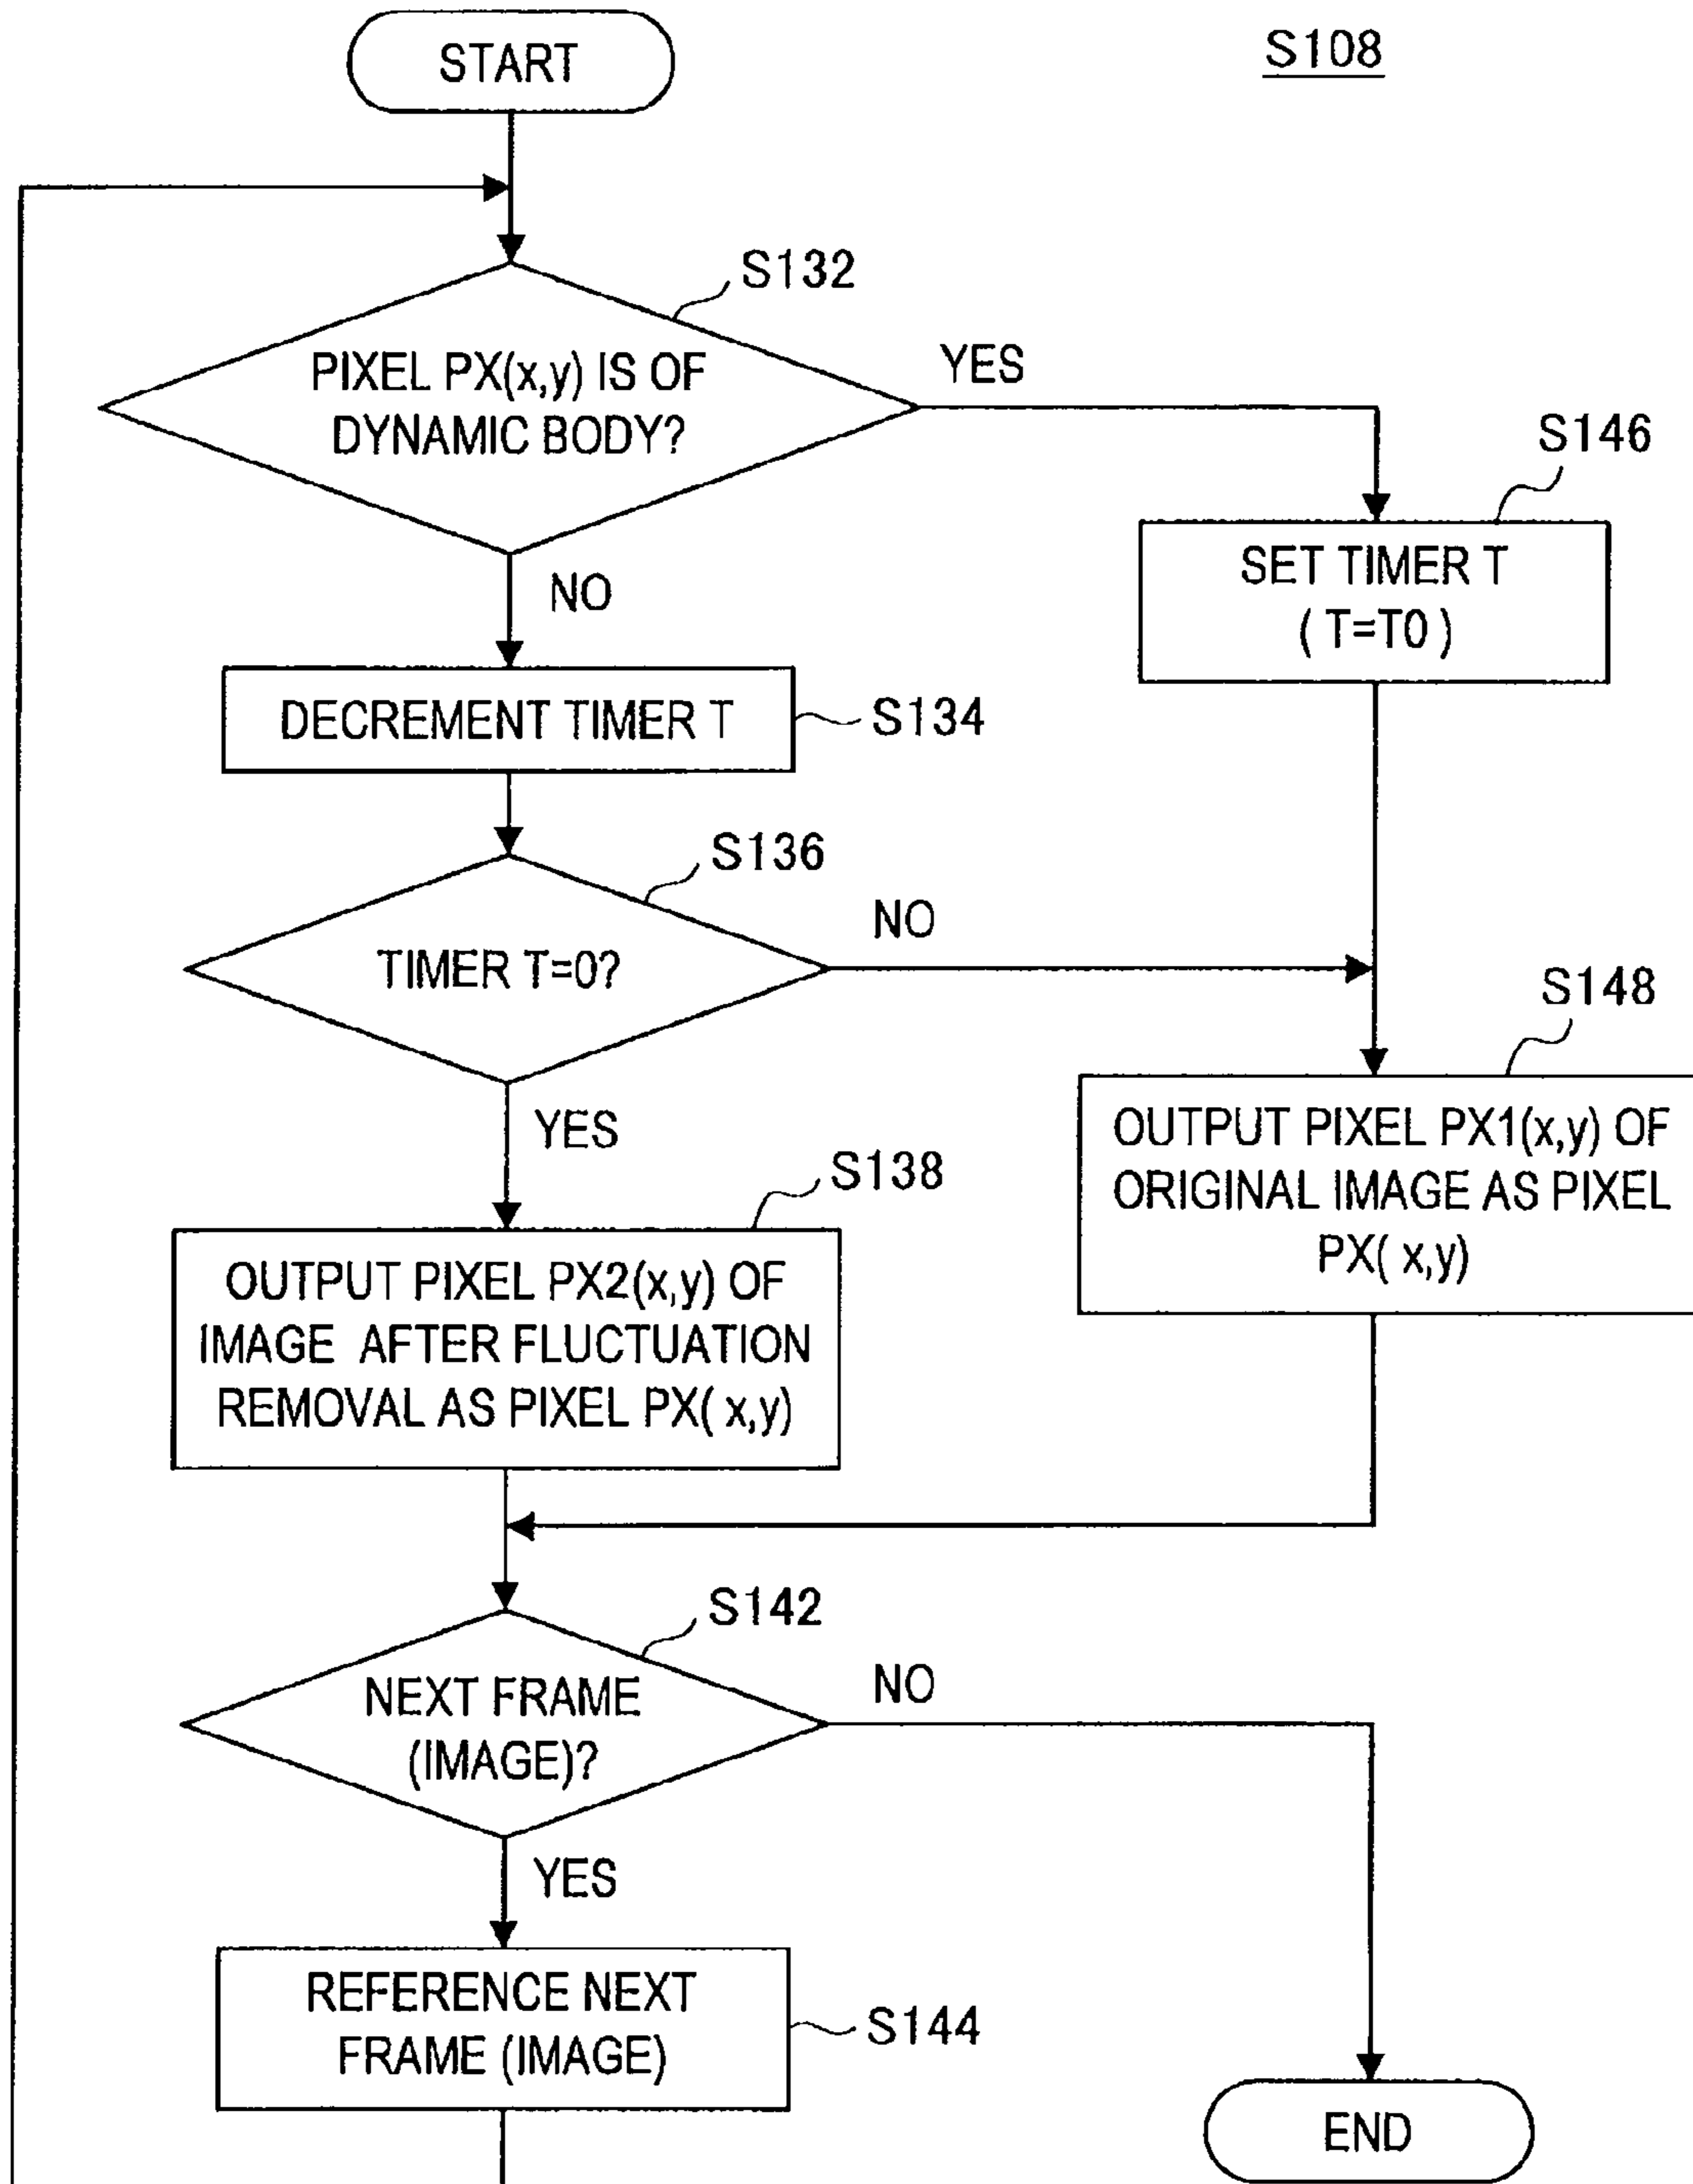 START
S108
S132
PIXEL PX(x,y) IS OF
DYNAMIC BODY?
YES
S146
SET TIMER T
( T=T0 )
NO
DECREMENT TIMER T
S134
S136
TIMER T=0?
NO
S148
OUTPUT PIXEL PX1(x,y) OF
ORIGINAL IMAGE AS PIXEL
PX( x,y)
YES
S138
OUTPUT PIXEL PX2(x,y) OF
IMAGE AFTER FLUCTUATION
REMOVAL AS PIXEL PX( x,y)
S142
NEXT FRAME
(IMAGE)?
NO
YES
REFERENCE NEXT
FRAME (IMAGE)
S144
END